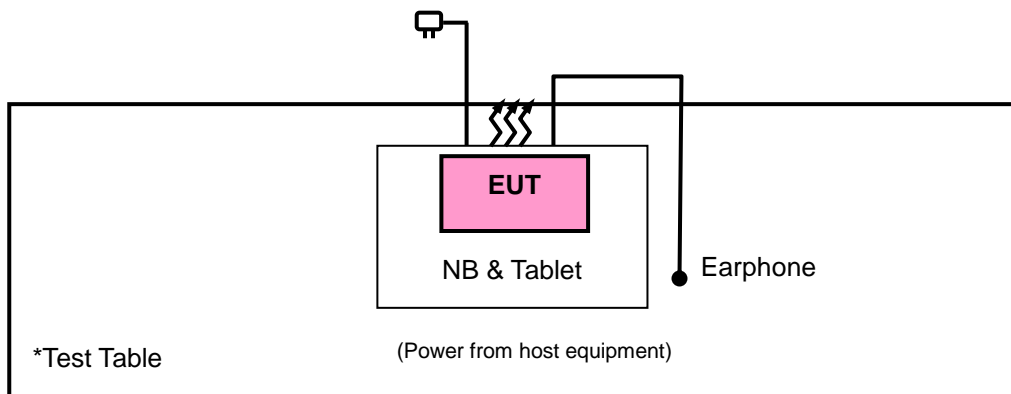 EUT
NB & Tablet
Earphone
*Test Table
(Power from host equipment)